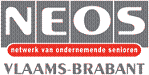 NEOS
netwerk van ondernemende senioren
VLAAMS-BRABANT